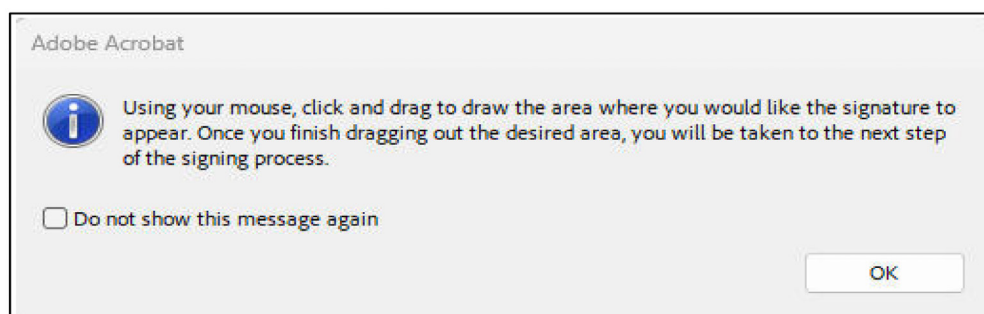 Adobe Acrobat
Using your mouse, click and drag to draw the area where you would like the signature to
appear. Once you finish dragging out the desired area, you will be taken to the next step
of the signing process.
Do not show this message again
OK